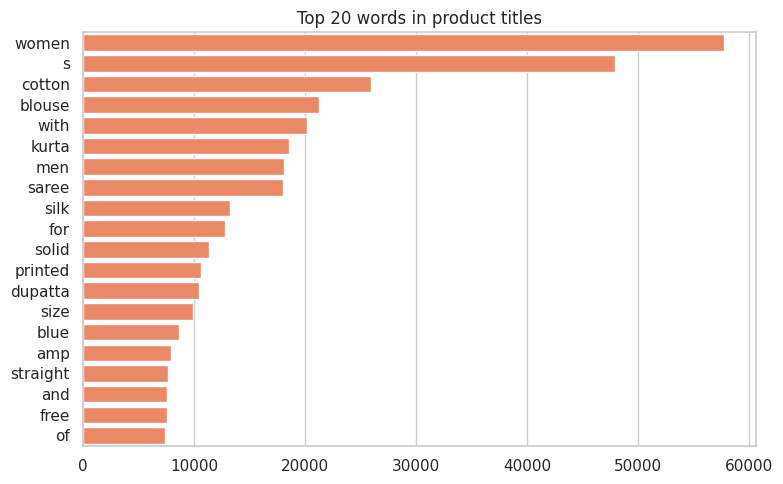 Top 20 words in product titles
women
s
cotton
blouse
with
kurta
men
saree
silk
for
solid
printed
dupatta
size
blue
amp
straight
and
free
of
0 10000 20000 30000 40000 50000 60000